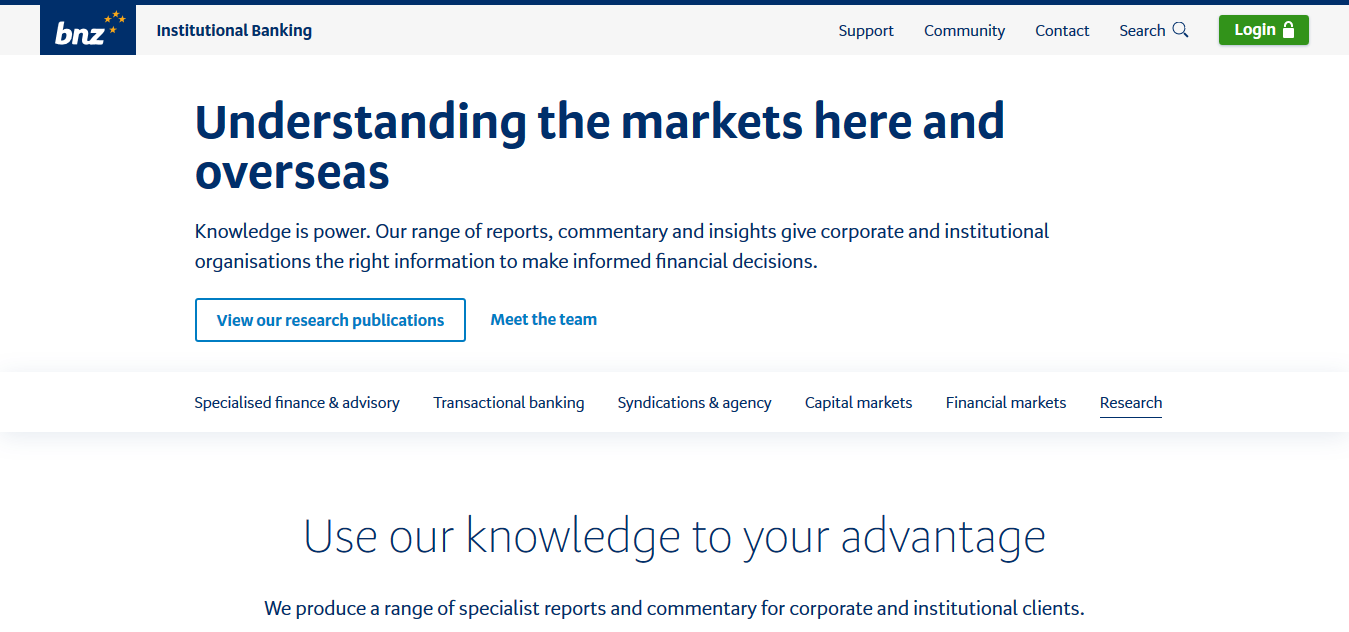 bnz
Institutional Banking
Support
Community
Contact
Search
Login
Understanding the markets here and
overseas
Knowledge is power. Our range of reports, commentary and insights give corporate and institutional
organisations the right information to make informed financial decisions.
View our research publications
Meet the team
Specialised finance & advisory
Transactional banking
Syndications & agency
Capital markets
Financial markets
Research
Use our knowledge to your advantage
We produce a range of specialist reports and commentary for corporate and institutional clients.